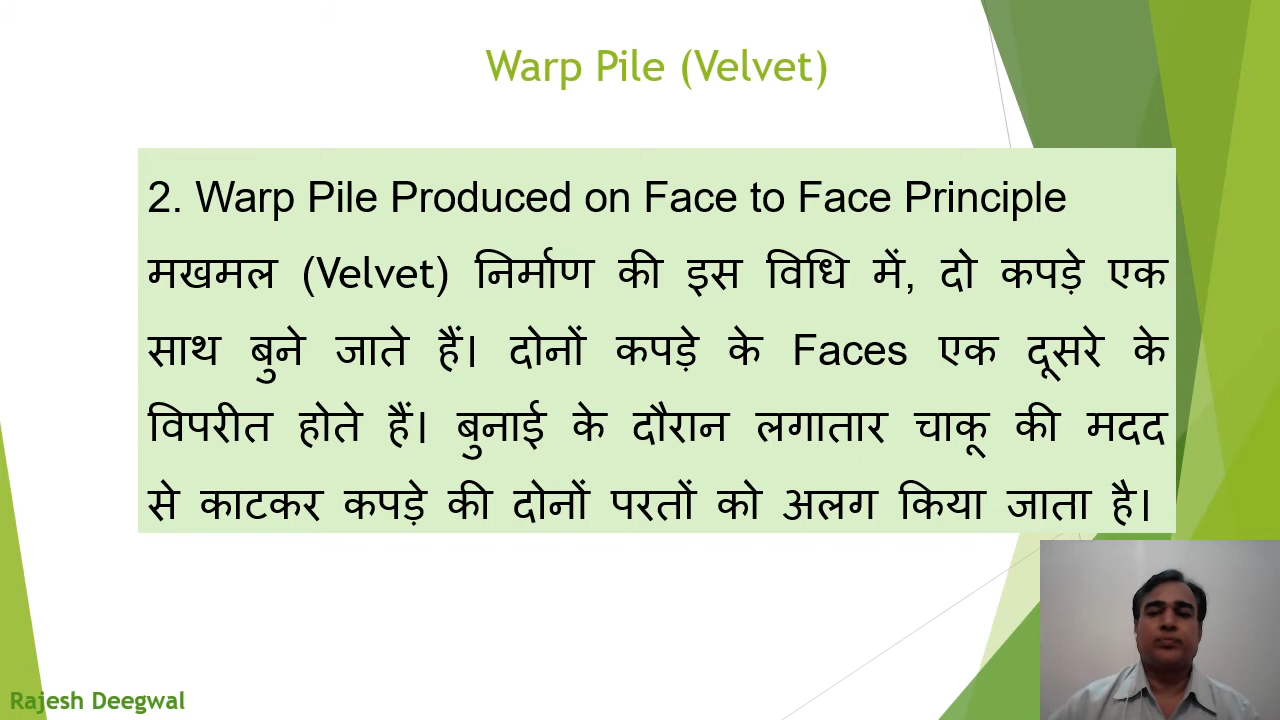 Warp Pile (Velvet)
2. Warp Pile Produced on Face to Face Principle
मखमल (Velvet) निर्माण की इस विधि में, दो कपड़े एक
साथ बुने जाते हैं। दोनों कपड़े के Faces एक दूसरे के
विपरीत होते हैं। बुनाई के दौरान लगातार चाकू की मदद
से काटकर कपड़े की दोनों परतों को अलग किया जाता है।
Rajesh Deegwal